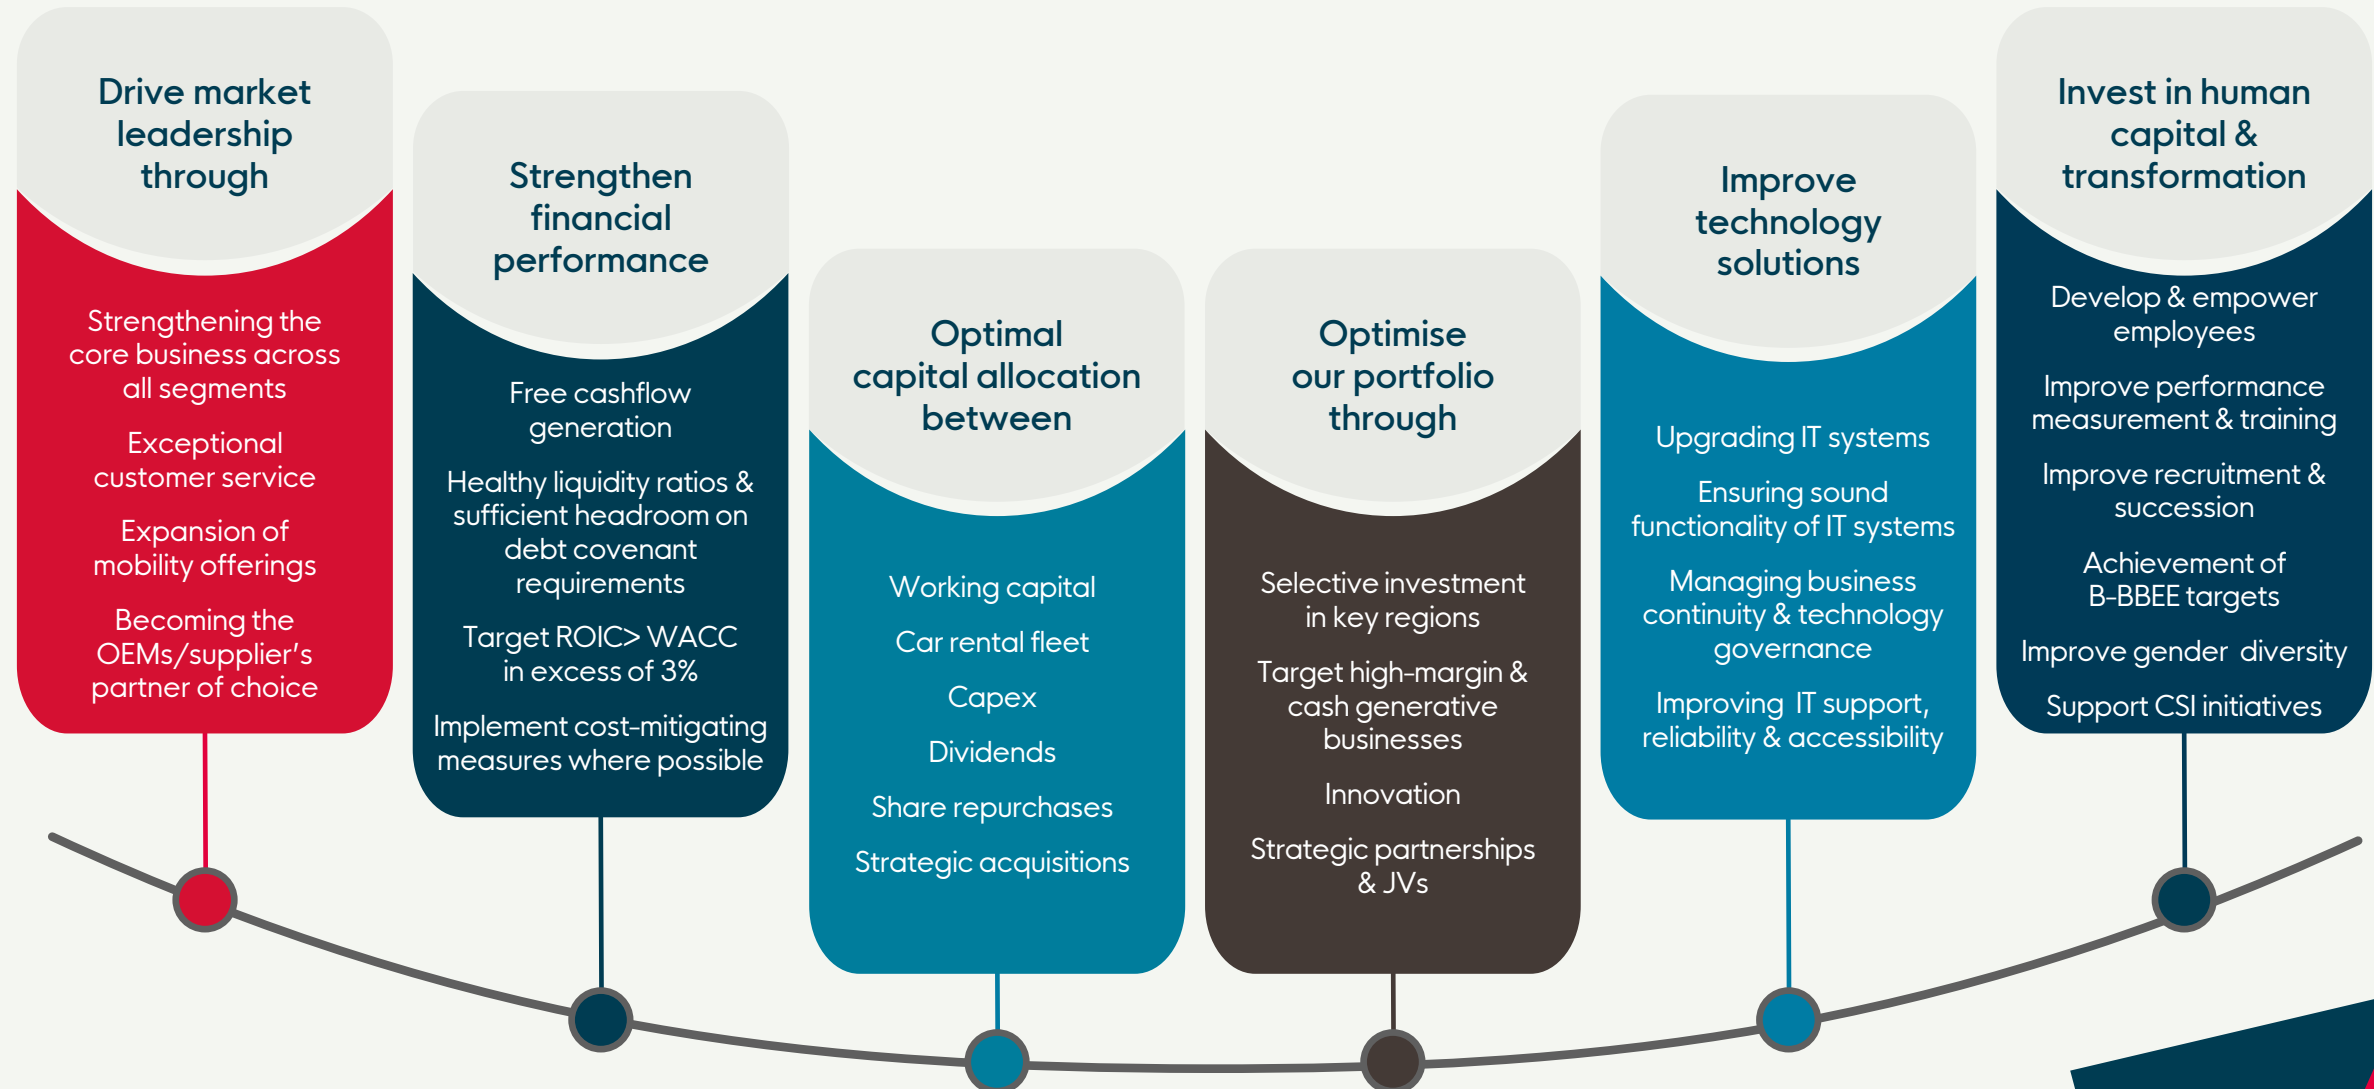 Drive market
leadership
through
Strengthening the
core business across
all segments
Exceptional
customer service
Expansion of
mobility offerings
Becoming the
OEMs/supplier's
partner of choice
Strengthen
financial
performance
Free cashflow
generation
Healthy liquidity ratios &
sufficient headroom on
debt covenant
requirements
Target ROIC> WACC
in excess of 3%
Implement cost-mitigating
measures where possible
Optimal
capital allocation
between
Working capital
Car rental fleet
Capex
Dividends
Share repurchases
Strategic acquisitions
Optimise
our portfolio
through
Selective investment
in key regions
Target high-margin &
cash generative
businesses
Innovation
Strategic partnerships
& JVs
Improve
technology
solutions
Upgrading IT systems
Ensuring sound
functionality of IT systems
Managing business
continuity & technology
governance
Improving IT support,
reliability & accessibility
Invest in human
capital &
transformation
Develop & empower
employees
Improve performance
measurement & training
Improve recruitment &
succession
Achievement of
B-BBEE targets
Improve gender diversity
Support CSI initiatives